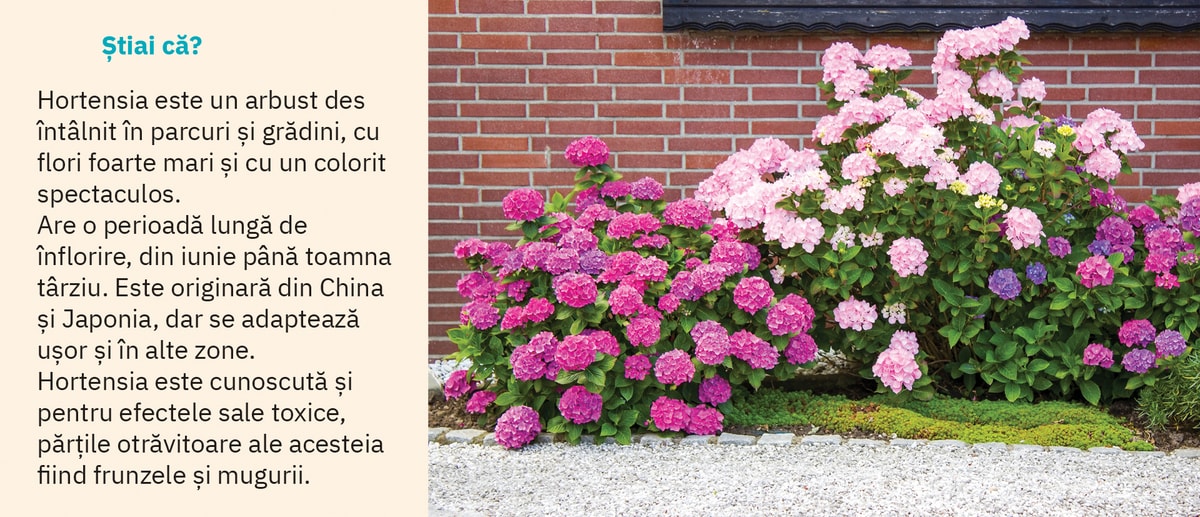 Știai că?
Hortensia este un arbust des
întâlnit în parcuri și grădini, cu
flori foarte mari și cu un colorit
spectaculos.
Are o perioadă lungă de
înflorire, din iunie până toamna
târziu. Este originară din China
și Japonia, dar se adaptează
ușor și în alte zone.
Hortensia este cunoscută și
pentru efectele sale toxice,
părțile otrăvitoare ale acesteia
fiind frunzele și mugurii.